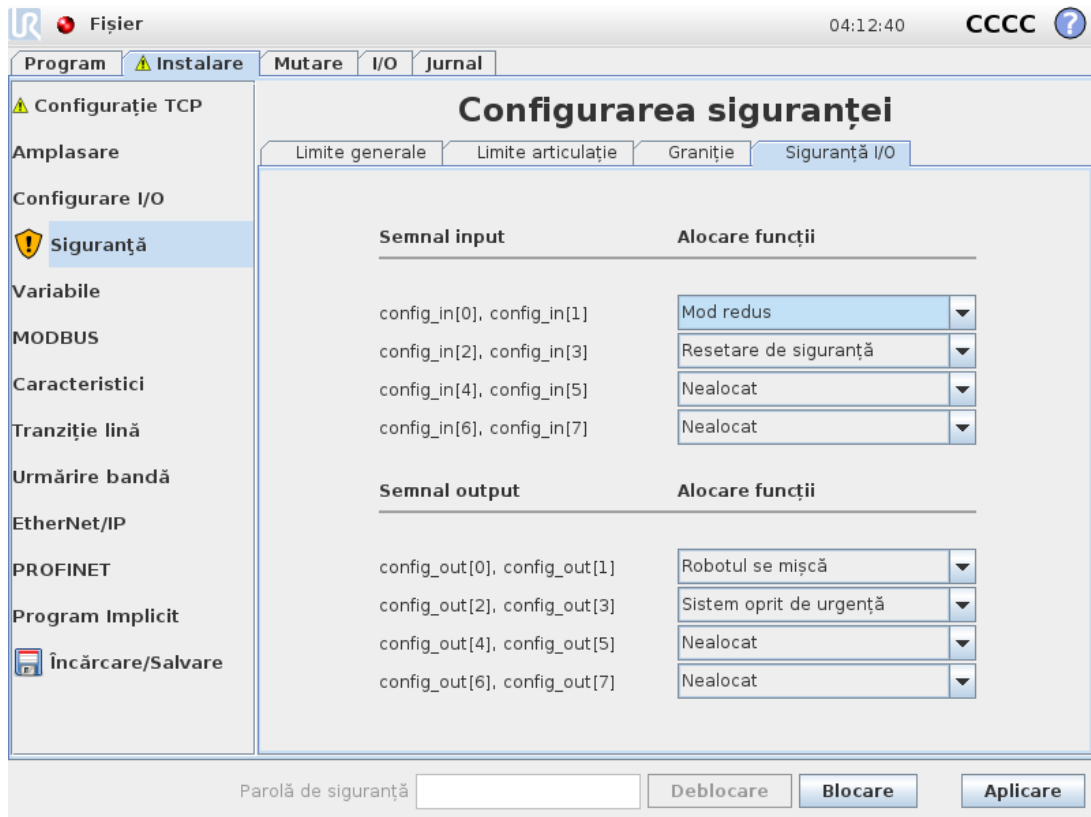 UR Fișier 04:12:40 CCCC ?
Program Instalare Mutare I/O Jurnal
Configurație TCP
Amplasare
Configurare I/O
Siguranță
Variabile
MODBUS
Caracteristici
Tranziție lină
Urmărire bandă
EtherNet/IP
PROFINET
Program Implicit
Încărcare/Salvare
Configurarea siguranței
Limite generale Limite articulație Graniție Siguranță I/O
Semnal input Alocare funcții
config_in[0], config_in[1] Mod redus
config_in[2], config_in[3] Resetare de siguranță
config_in[4], config_in[5] Nealocat
config_in[6], config_in[7] Nealocat
Semnal output Alocare funcții
config_out[0], config_out[1] Robotul se mișcă
config_out[2], config_out[3] Sistem oprit de urgență
config_out[4], config_out[5] Nealocat
config_out[6], config_out[7] Nealocat
Parolă de siguranță Deblocare Blocare Aplicare